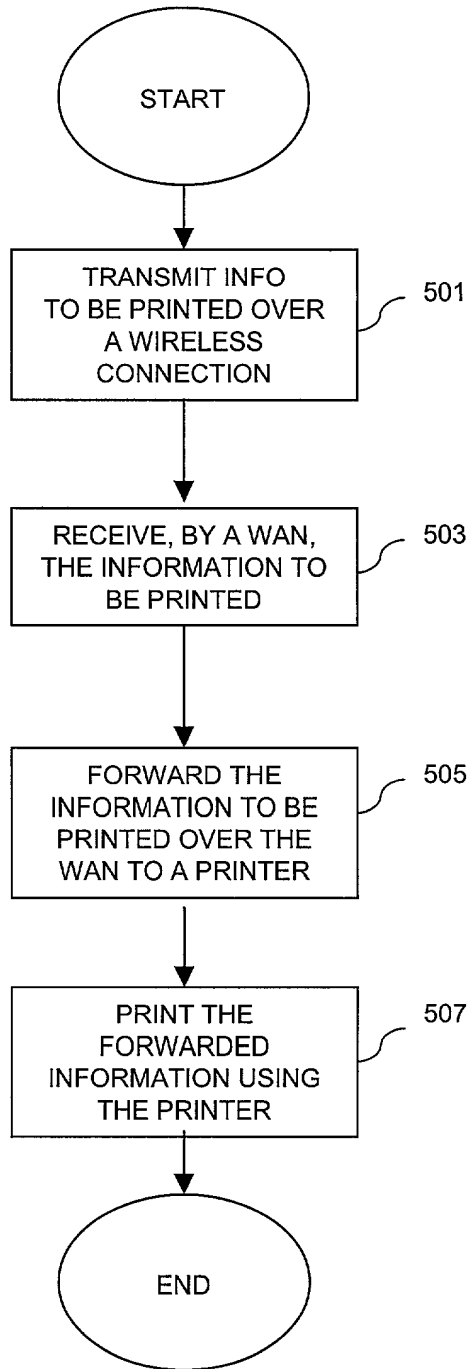 START
TRANSMIT INFO
TO BE PRINTED OVER
A WIRELESS
CONNECTION
501
RECEIVE, BY A WAN,
THE INFORMATION TO
BE PRINTED
503
FORWARD THE
INFORMATION TO BE
PRINTED OVER THE
WAN TO A PRINTER
505
PRINT THE
FORWARDED
INFORMATION USING
THE PRINTER
507
END